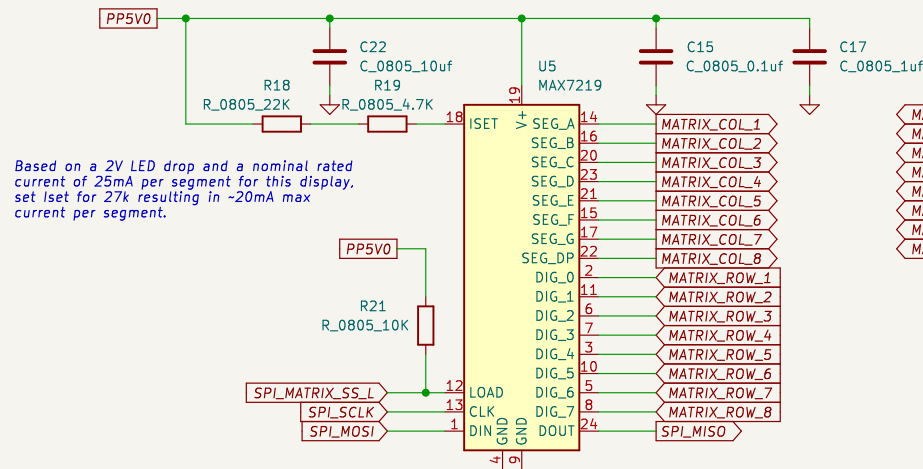 PP5V0
C22
C_0805_10uf
C15
C_0805_0.1uf
C17
C_0805_1uf
R18
R_0805_22K
R19
R_0805_4.7K
U5
MAX7219
19
V+
18
ISET
SEG_A
14
MATRIX_COL_1
SEG_B
16
MATRIX_COL_2
SEG_C
20
MATRIX_COL_3
SEG_D
23
MATRIX_COL_4
SEG_E
21
MATRIX_COL_5
SEG_F
15
MATRIX_COL_6
SEG_G
17
MATRIX_COL_7
SEG_DP
22
MATRIX_COL_8
DIG_0
2
MATRIX_ROW_1
DIG_1
11
MATRIX_ROW_2
DIG_2
6
MATRIX_ROW_3
DIG_3
7
MATRIX_ROW_4
DIG_4
3
MATRIX_ROW_5
DIG_5
10
MATRIX_ROW_6
DIG_6
5
MATRIX_ROW_7
DIG_7
8
MATRIX_ROW_8
DOUT
24
SPI_MISO
Based on a 2V LED drop and a nominal rated
current of 25mA per segment for this display,
set Iset for 27k resulting in ~20mA max
current per segment.
PP5V0
R21
R_0805_10K
SPI_MATRIX_SS_L
12
LOAD
SPI_SCLK
13
CLK
SPI_MOSI
1
DIN
GND
4
GND
9